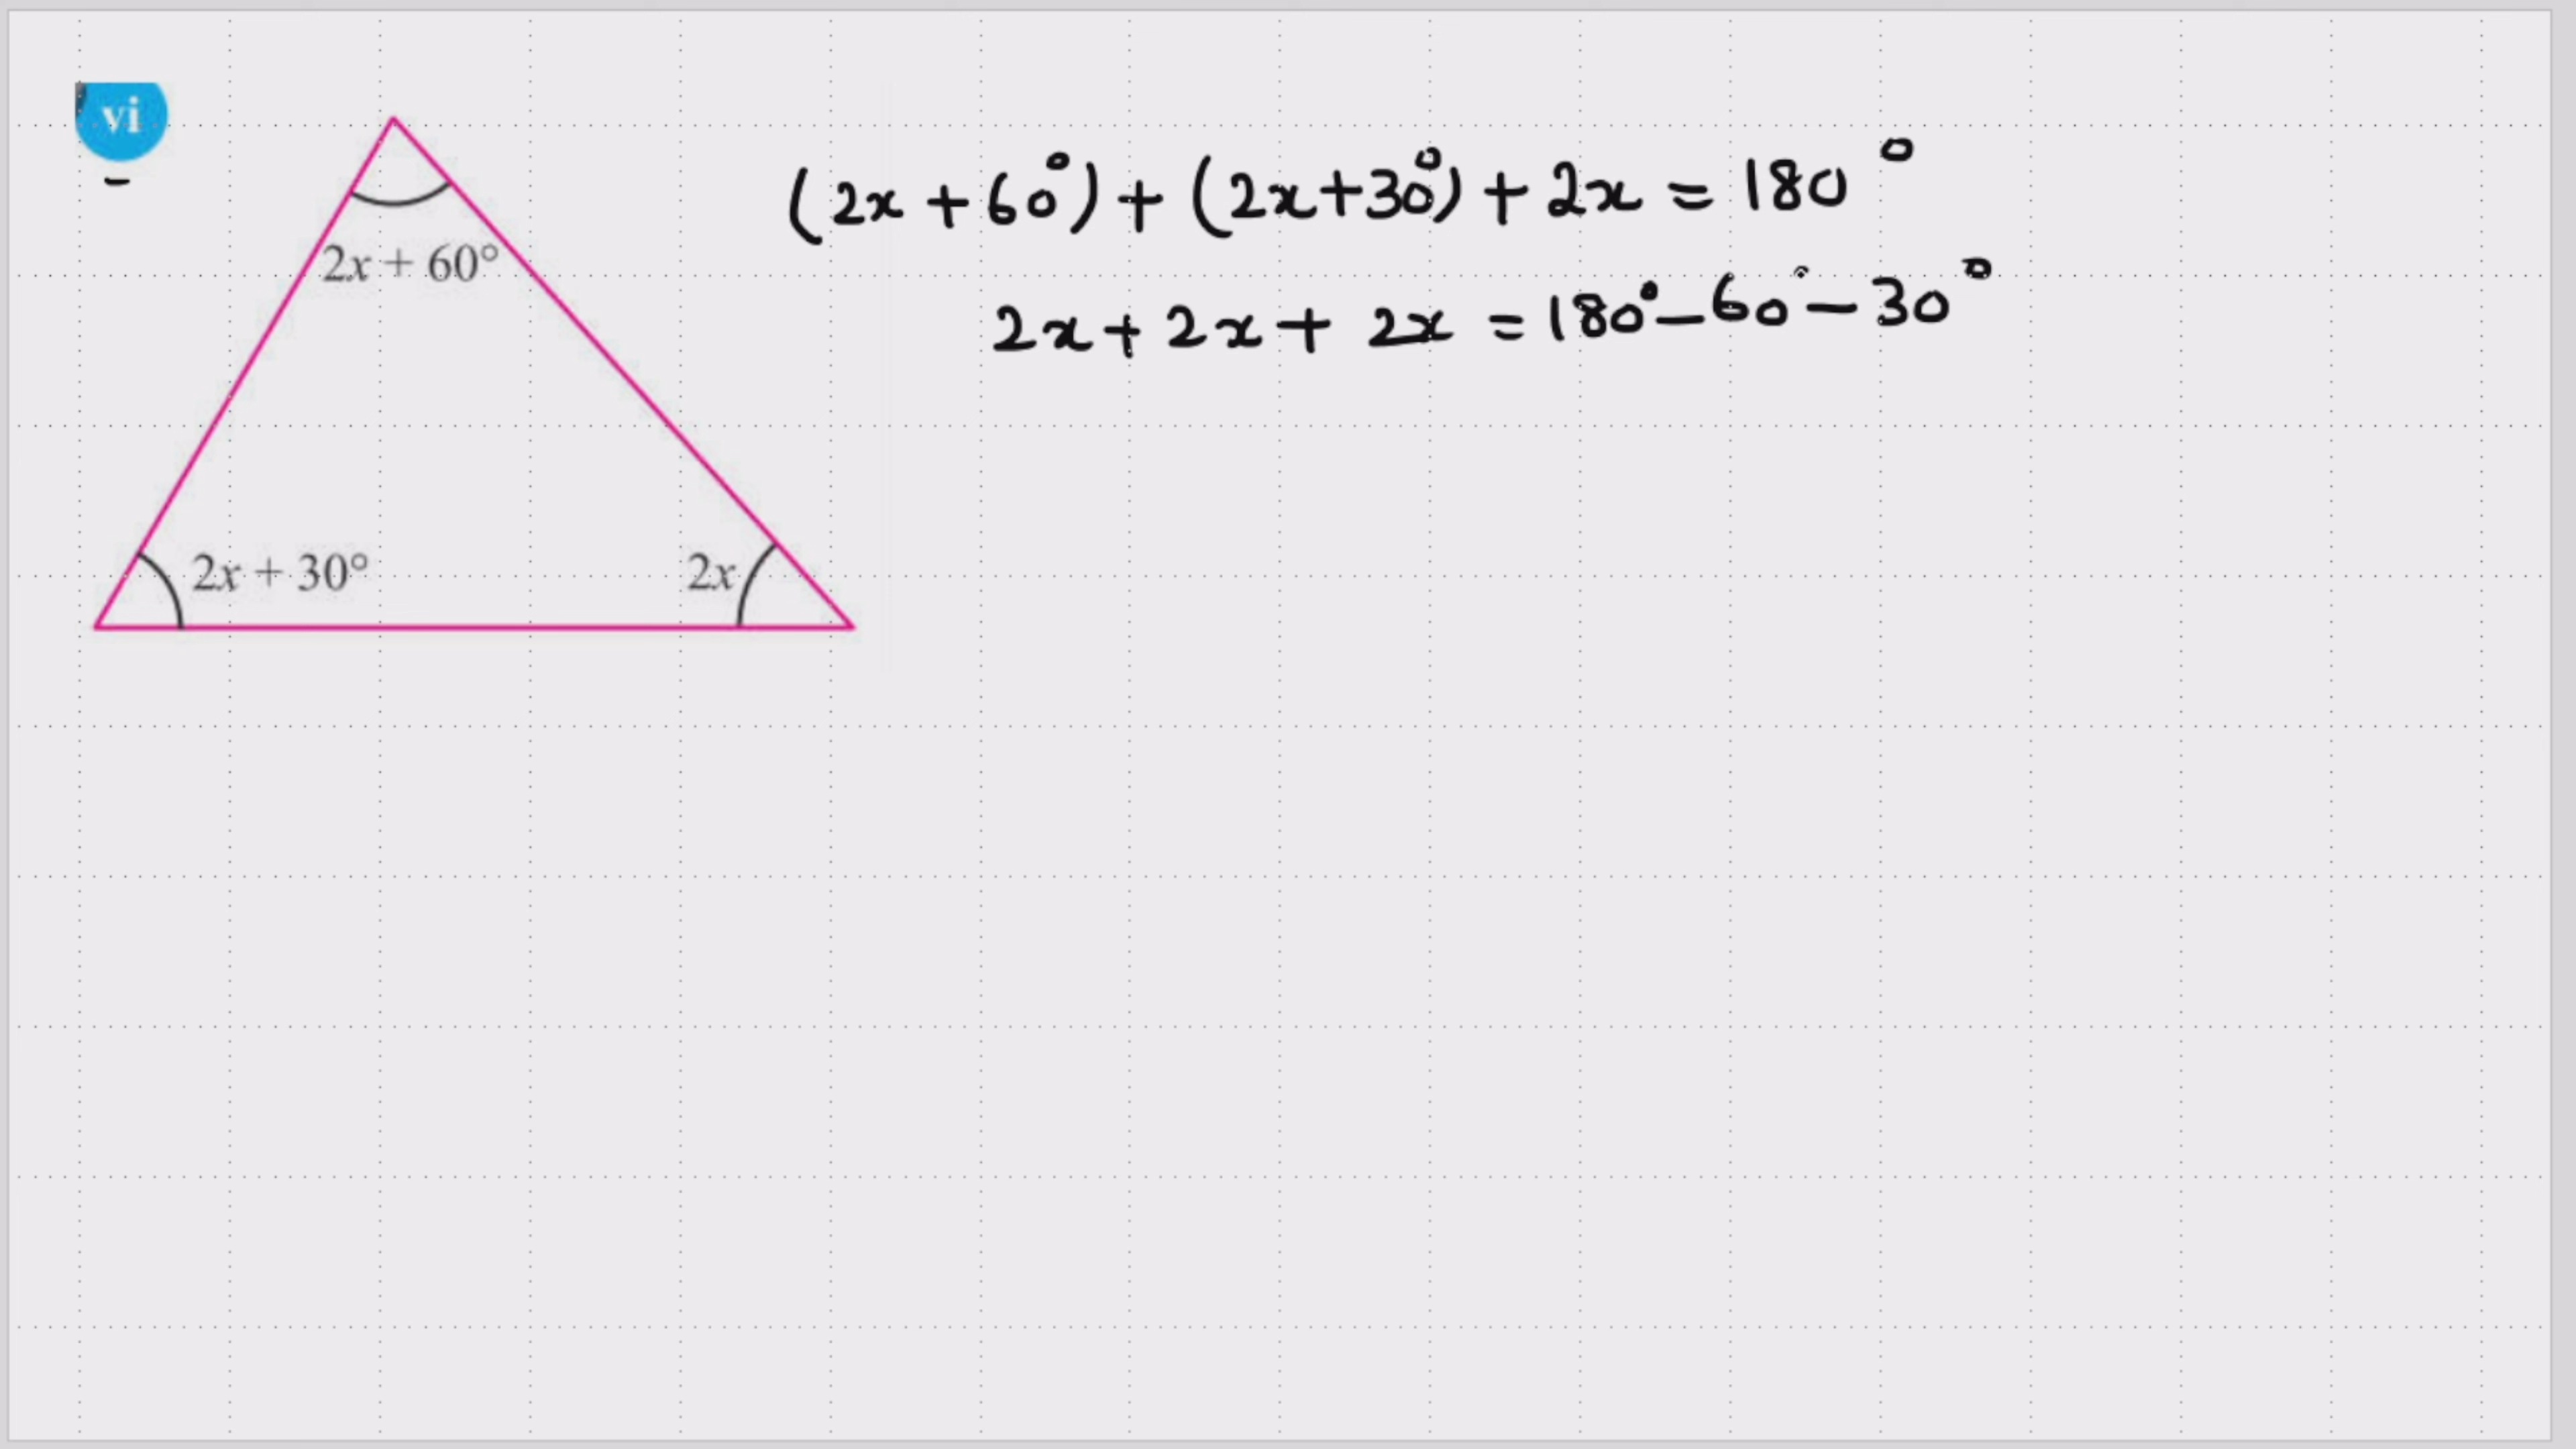 vi
(2x + 60°) + (2x + 30°) + 2x = 180°
2x + 60°
2x + 2x + 2x = 180° − 60° − 30°
2x + 30°
2x